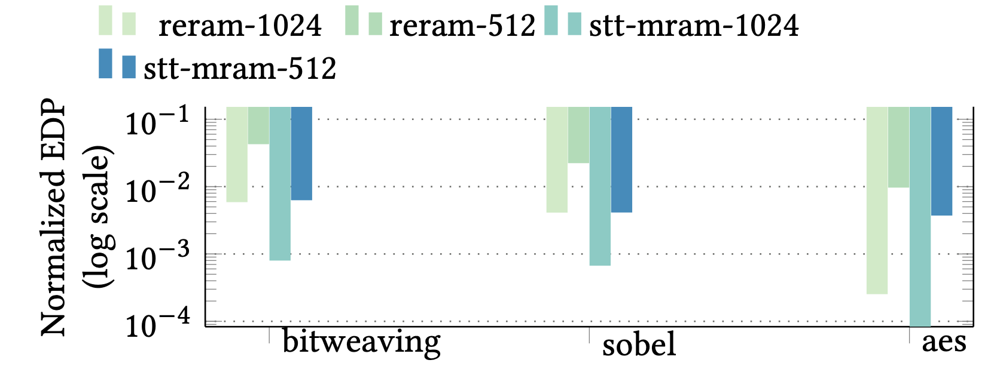 reram-1024 reram-512 stt-mram-1024
stt-mram-512
Normalized EDP
(log scale)
10−1
10−2
10−3
10−4
bitweaving sobel aes